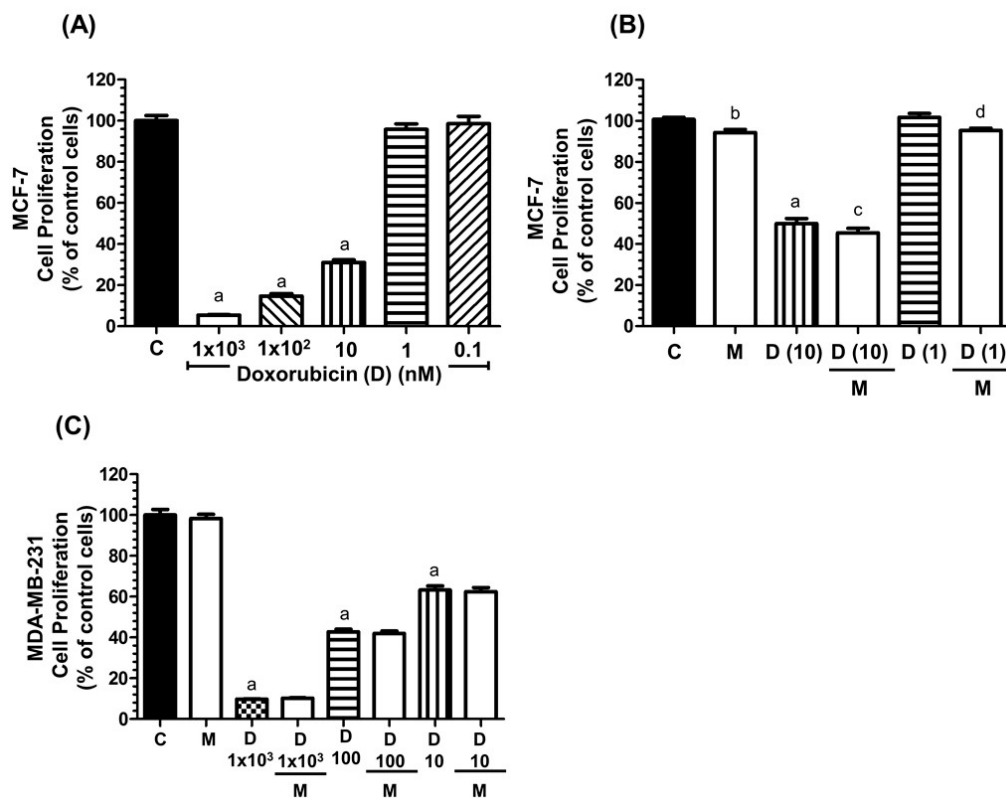 (A)
MCF-7
Cell Proliferation
(% of control cells)
120
100
80
60
40
20
0
a
a
a
C
1x10³
1x10²
10
1
0.1
Doxorubicin (D) (nM)
(B)
MCF-7
Cell Proliferation
(% of control cells)
120
100
80
60
40
20
0
b
a
c
d
C
M
D (10)
D (10)
M
D (1)
D (1)
M
(C)
MDA-MB-231
Cell Proliferation
(% of control cells)
120
100
80
60
40
20
0
a
a
a
C
M
D
1x10³
D
1x10³
M
D
100
D
100
M
D
10
D
10
M